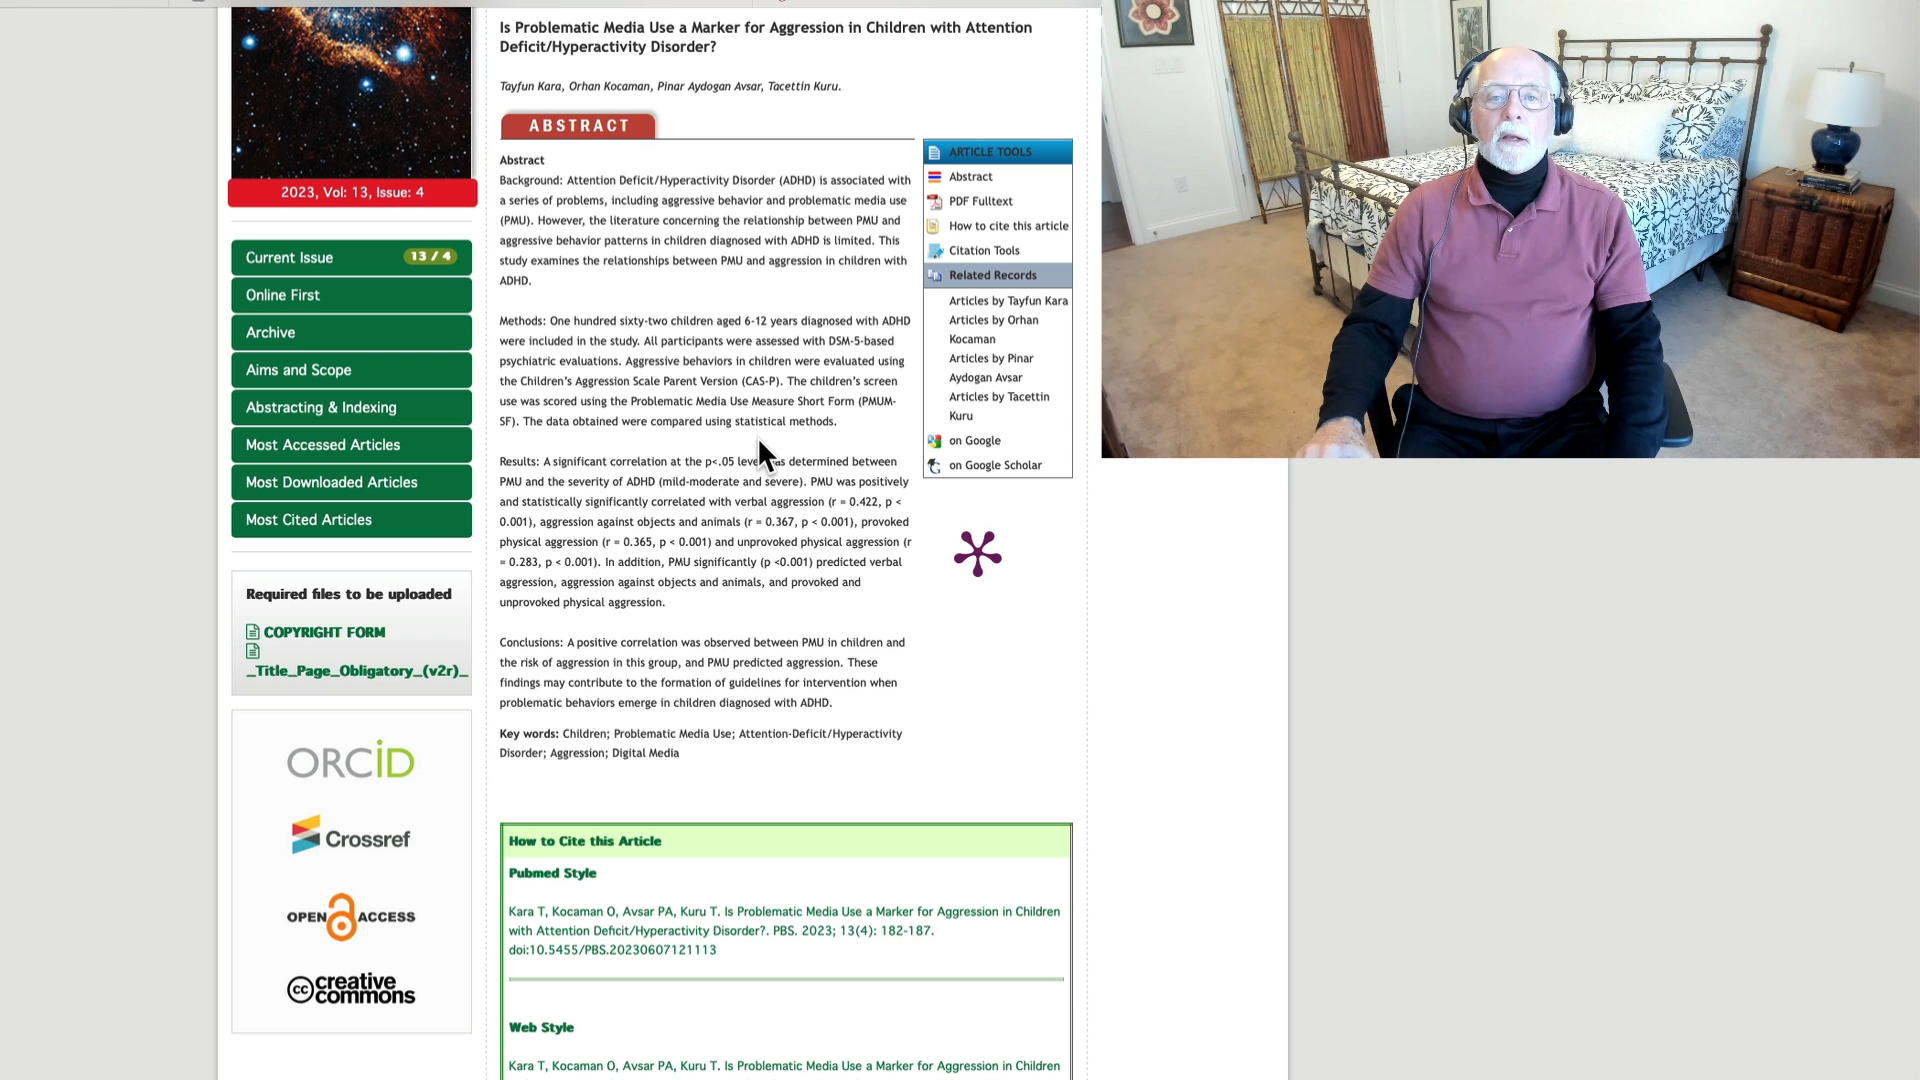 Is Problematic Media Use a Marker for Aggression in Children with Attention
Deficit/Hyperactivity Disorder?
Tayfun Kara, Orhan Kocaman, Pinar Aydogan Avsar, Tacettin Kuru.
ABSTRACT
Abstract
Background: Attention Deficit/Hyperactivity Disorder (ADHD) is associated with
a series of problems, including aggressive behavior and problematic media use
(PMU). However, the literature concerning the relationship between PMU and
aggressive behavior patterns in children diagnosed with ADHD is limited. This
study examines the relationships between PMU and aggression in children with
ADHD.
Methods: One hundred sixty-two children aged 6-12 years diagnosed with ADHD
were included in the study. All participants were assessed with DSM-5-based
psychiatric evaluations. Aggressive behaviors in children were evaluated using
the Children's Aggression Scale Parent Version (CAS-P). The children's screen
use was scored using the Problematic Media Use Measure Short Form (PMUM-
SF). The data obtained were compared using statistical methods.
Results: A significant correlation at the p<.05 determined between
PMU and the severity of ADHD (mild-moderate and severe). PMU was positively
and statistically significantly correlated with verbal aggression (r = 0.422, p <
0.001), aggression against objects and animals (r = 0.367, p < 0.001), provoked
physical aggression (r = 0.365, p < 0.001) and unprovoked physical aggression (r
= 0.283, p < 0.001). In addition, PMU significantly (p <0.001) predicted verbal
aggression, aggression against objects and animals, and provoked and
unprovoked physical aggression.
Conclusions: A positive correlation was observed between PMU in children and
the risk of aggression in this group, and PMU predicted aggression. These
findings may contribute to the formation of guidelines for intervention when
problematic behaviors emerge in children diagnosed with ADHD.
Key words: Children; Problematic Media Use; Attention-Deficit/Hyperactivity
Disorder; Aggression; Digital Media
ARTICLE TOOLS
Abstract
PDF Fulltext
How to cite this article
Citation Tools
Related Records
Articles by Tayfun Kara
Articles by Orhan
Kocaman
Articles by Pinar
Aydogan Avsar
Articles by Tacettin
Kuru
on Google
on Google Scholar
2023, Vol: 13, Issue: 4
Current Issue 13 / 4
Online First
Archive
Aims and Scope
Abstracting & Indexing
Most Accessed Articles
Most Downloaded Articles
Most Cited Articles
Required files to be uploaded
COPYRIGHT FORM
_Title_Page_Obligatory_(v2r)_
ORCID
Crossref
OPEN ACCESS
cc creative
commons
How to Cite this Article
Pubmed Style
Kara T, Kocaman O, Avsar PA, Kuru T. Is Problematic Media Use a Marker for Aggression in Children
with Attention Deficit/Hyperactivity Disorder?. PBS. 2023; 13(4): 182-187.
doi:10.5455/PBS.20230607121113
Web Style
Kara T, Kocaman O, Avsar PA, Kuru T. Is Problematic Media Use a Marker for Aggression in Children